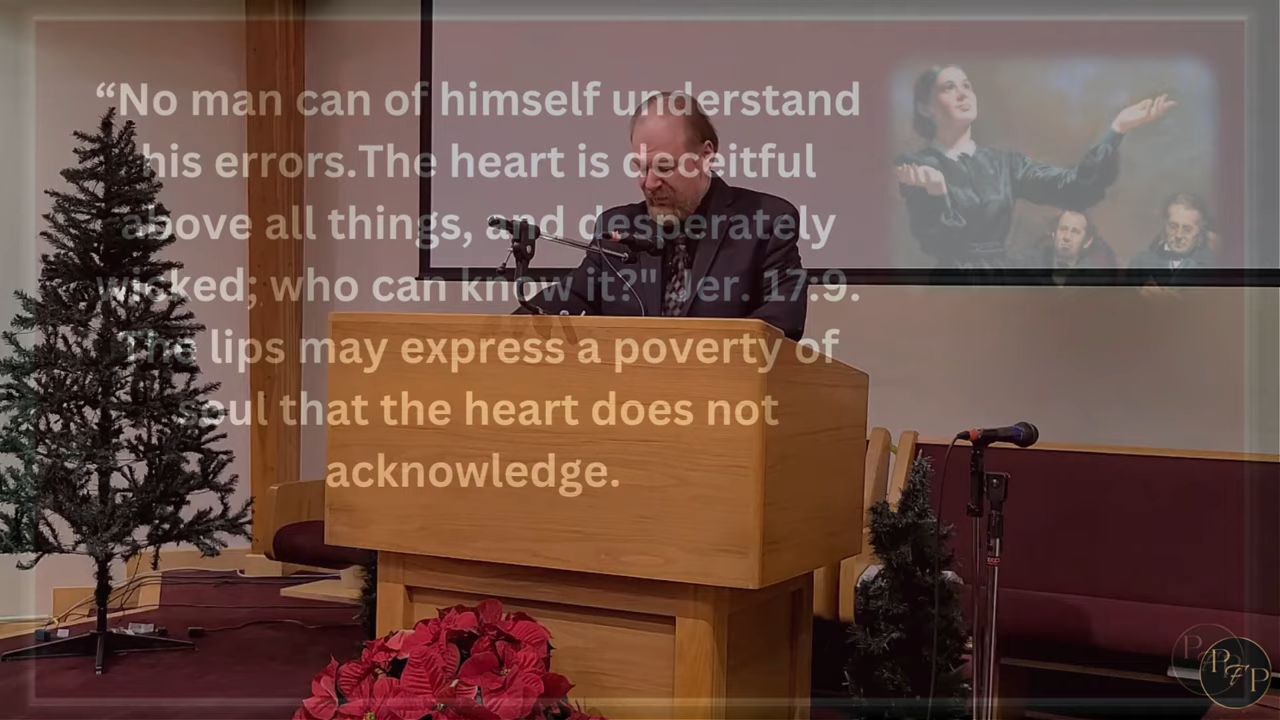 “No man can of himself understand
his errors.The heart is deceitful
above all things, and desperately
wicked, who can know it?" Jer. 17:9.
The lips may express a poverty of
soul that the heart does not
acknowledge.
PFP